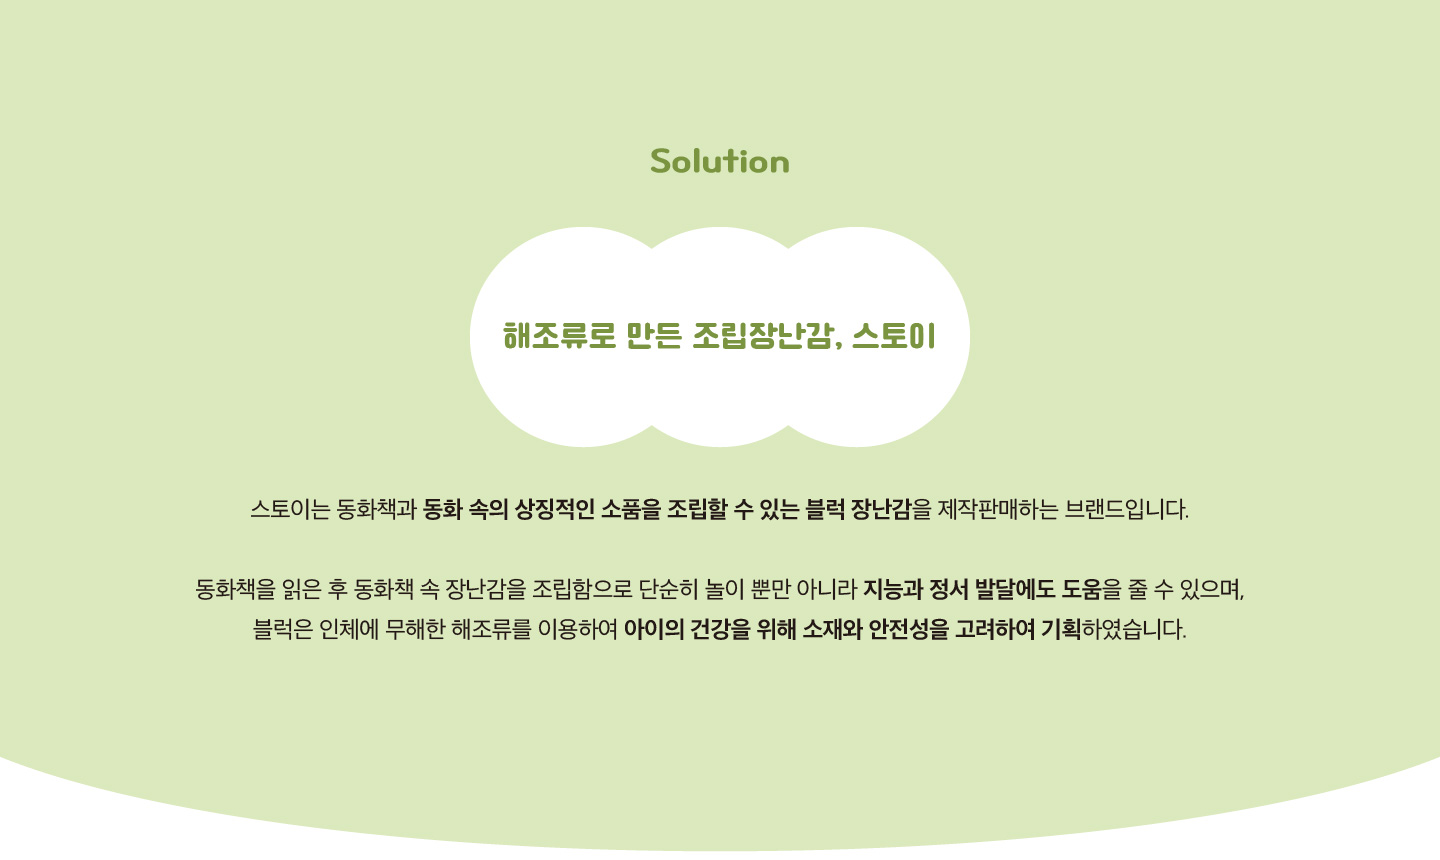 Solution
해조류로 만든 조립장난감, 스토이
스토이는 동화책과 동화 속의 상징적인 소품을 조립할 수 있는 블럭 장난감을 제작판매하는 브랜드입니다.
동화책을 읽은 후 동화책 속 장난감을 조립함으로 단순히 놀이 뿐만 아니라 지능과 정서 발달에도 도움을 줄 수 있으며,
블럭은 인체에 무해한 해조류를 이용하여 아이의 건강을 위해 소재와 안전성을 고려하여 기획하였습니다.